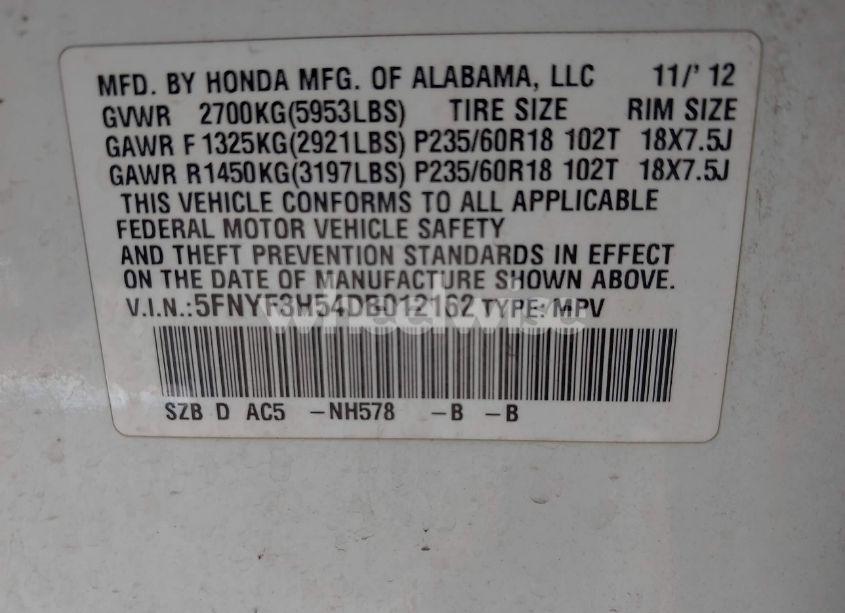 MFD. BY HONDA MFG. OF ALABAMA, LLC 11/'12
GVWR 2700KG(5953LBS) TIRE SIZE RIM SIZE
GAWR F 1325KG(2921LBS) P235/60R18 102T 18X7.5J
GAWR R1450KG(3197LBS) P235/60R18 102T 18X7.5J
THIS VEHICLE CONFORMS TO ALL APPLICABLE
FEDERAL MOTOR VEHICLE SAFETY
AND THEFT PREVENTION STANDARDS IN EFFECT
ON THE DATE OF MANUFACTURE SHOWN ABOVE.
V.I.N.:5FNYF3H54DB012162 TYPE: MPV
SZB D AC5 -NH578 -B -B